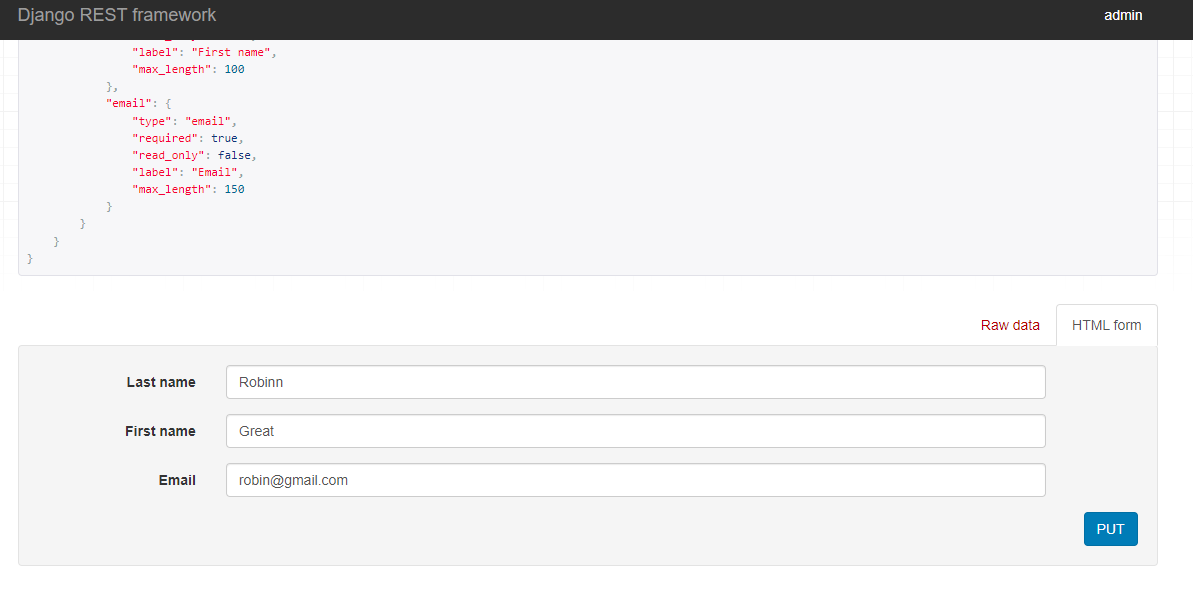 Django REST framework admin
"label": "First name",
"max_length": 100
},
"email": {
"type": "email",
"required": true,
"read_only": false,
"label": "Email",
"max_length": 150
}
}
}
}
Raw data HTML form
Last name Robinn
First name Great
Email robin@gmail.com
PUT